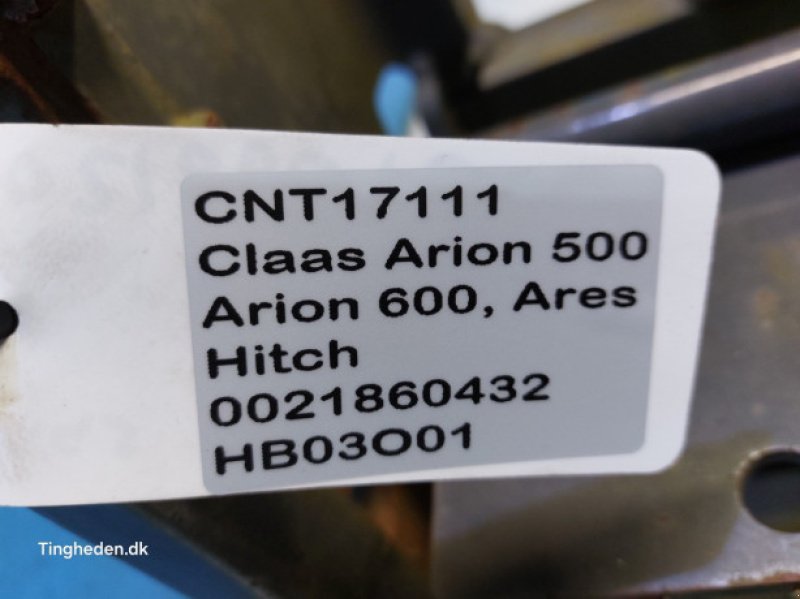 CNT17111
Claas Arion 500
Arion 600, Ares
Hitch
0021860432
HB03O01
Tingheden.dk